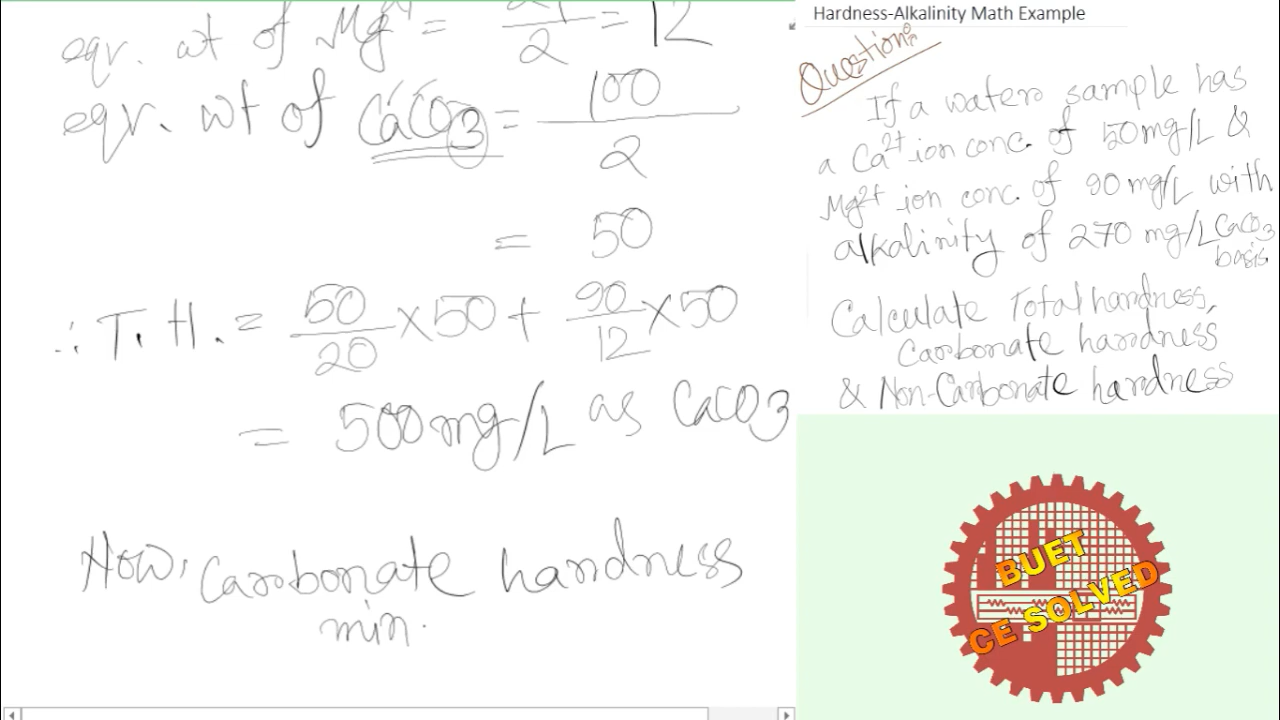 eqv. wt of Mg2+ = 24/2 = 12
eqv. wt of CaCO3 = 100/2
= 50
∴ T. H. = 50/20 × 50 + 90/12 × 50
= 500 mg/L as CaCO3
Now, Carbonate hardness
min.
Hardness-Alkalinity Math Example
Question:
If a water sample has
a Ca2+ ion conc. of 50 mg/L &
Mg2+ ion conc. of 90 mg/L with
alkalinity of 270 mg/L CaCO3
basis.
Calculate Total hardness,
Carbonate hardness
& Non-Carbonate hardness
BUET
CE SOLVED